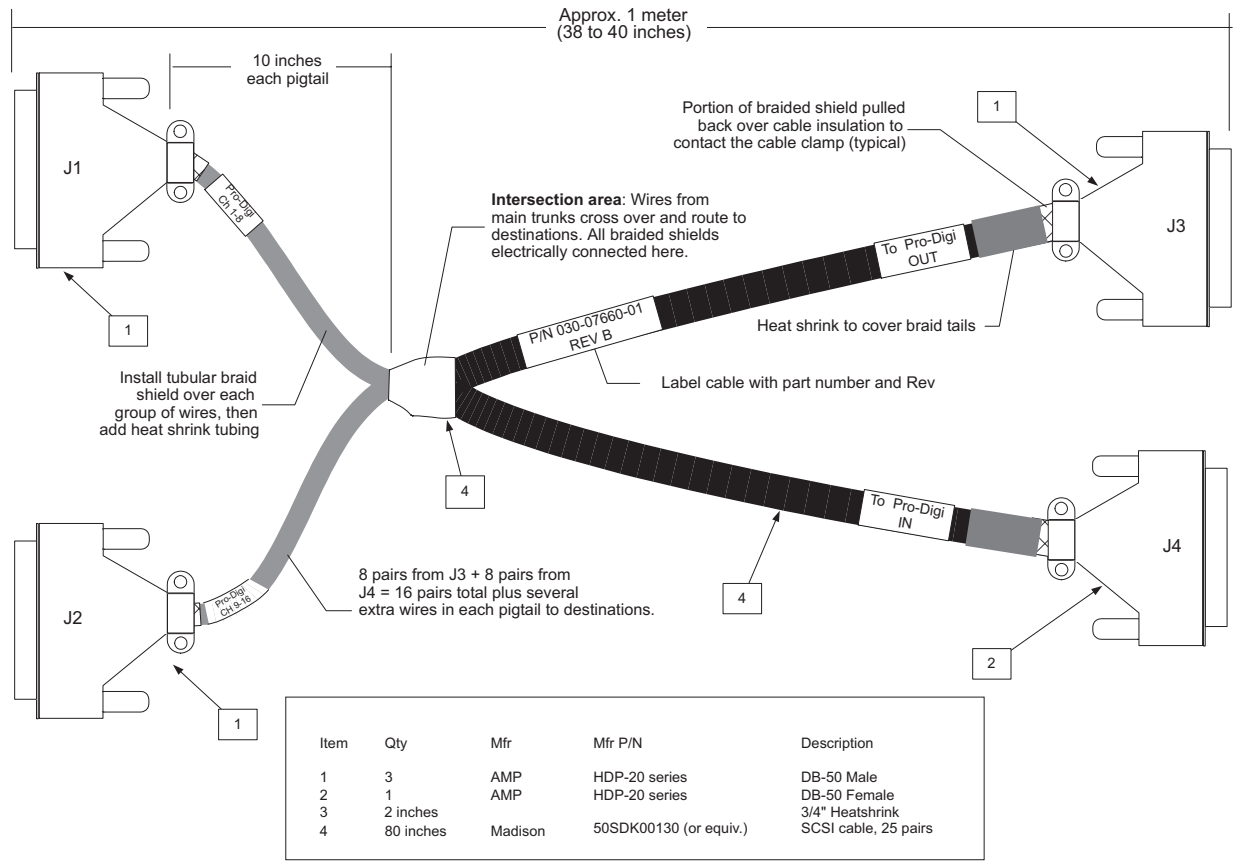 Approx. 1 meter
(38 to 40 inches)
10 inches
each pigtail
J1
Pro-Digi
Ch 1-8
1
Intersection area: Wires from
main trunks cross over and route to
destinations. All braided shields
electrically connected here.
Portion of braided shield pulled
back over cable insulation to
contact the cable clamp (typical)
1
J3
To Pro-Digi
OUT
P/N 030-07660-01
REV B
Heat shrink to cover braid tails
Label cable with part number and Rev
Install tubular braid
shield over each
group of wires, then
add heat shrink tubing
4
To Pro-Digi
IN
J4
4
2
8 pairs from J3 + 8 pairs from
J4 = 16 pairs total plus several
extra wires in each pigtail to destinations.
J2
Pro-Digi
CH 9-16
1
Item Qty Mfr Mfr P/N Description
1 3 AMP HDP-20 series DB-50 Male
2 1 AMP HDP-20 series DB-50 Female
3 2 inches 3/4" Heatshrink
4 80 inches Madison 50SDK00130 (or equiv.) SCSI cable, 25 pairs